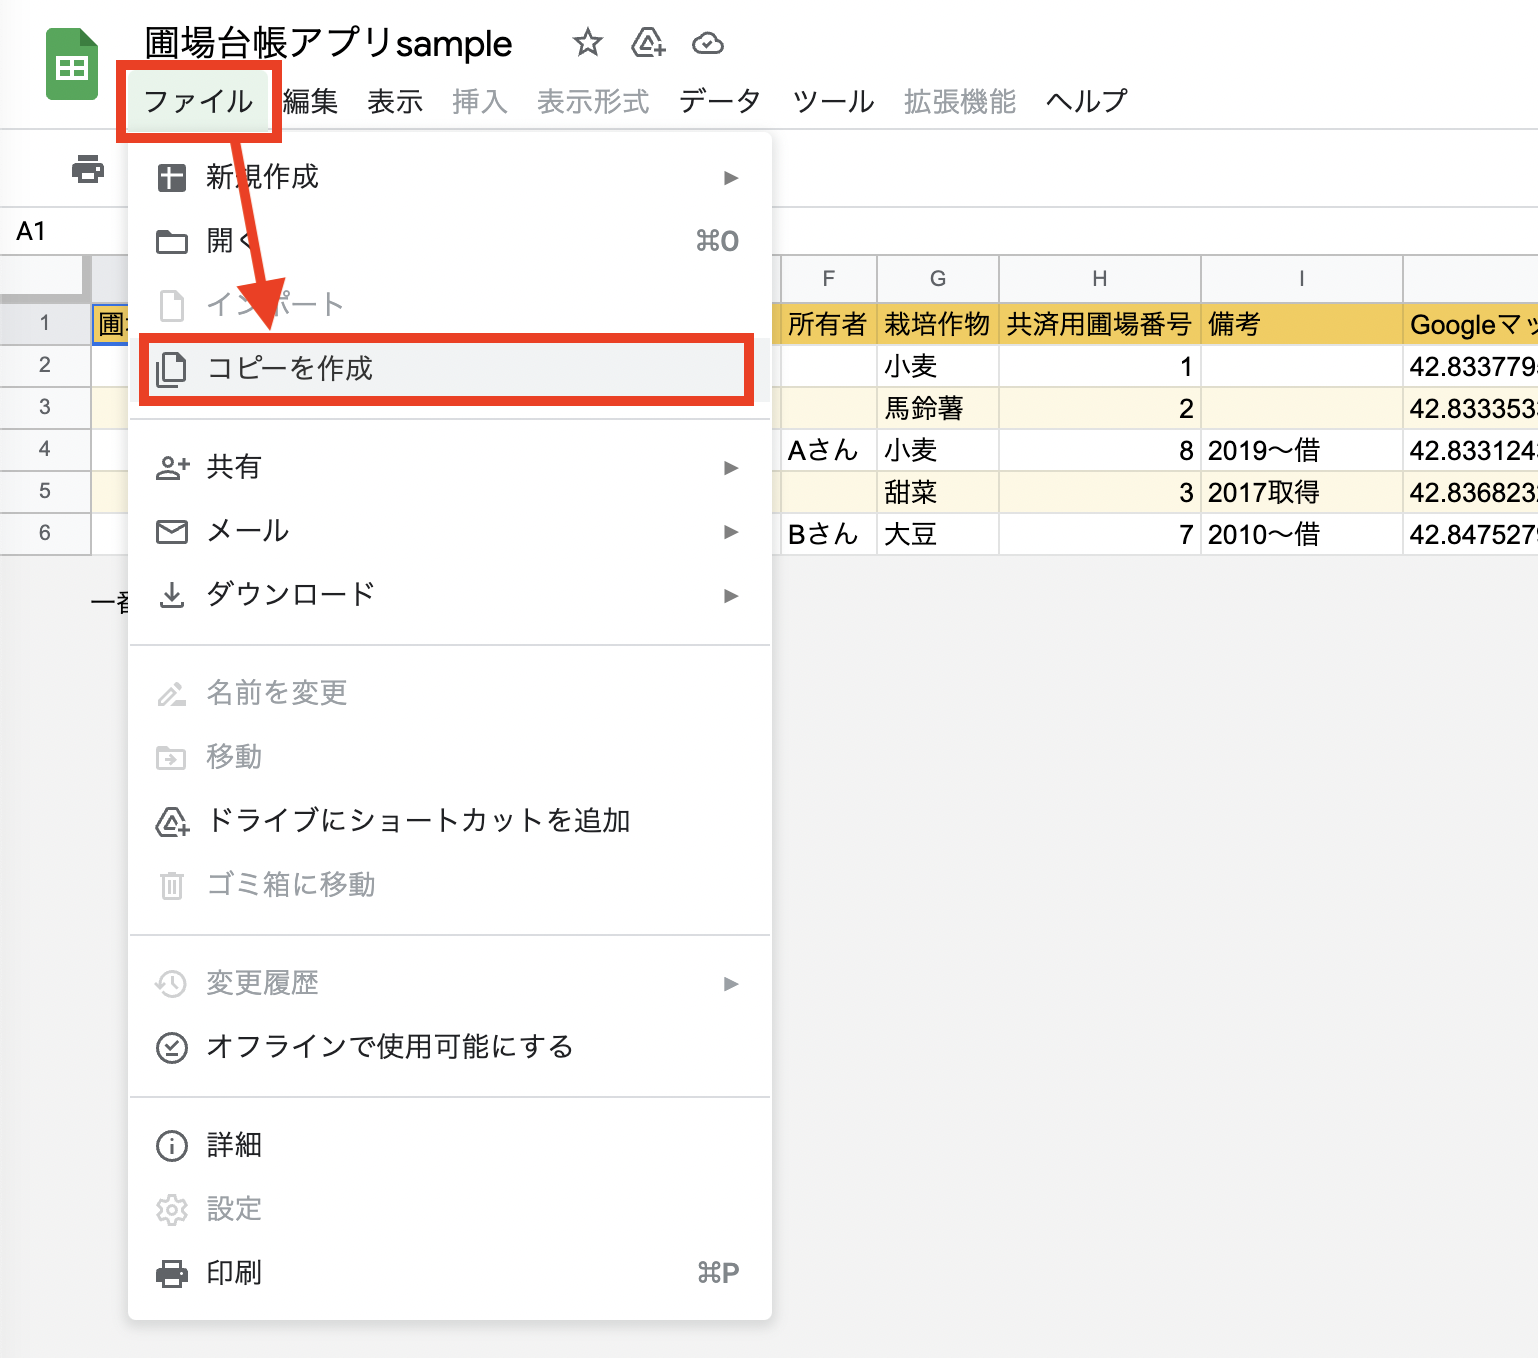 圃場台帳アプリsample
ファイル 編集 表示 挿入 表示形式 データ ツール 拡張機能 ヘルプ
A1
新規作成
開く ⌘O
インポート
コピーを作成
共有
メール
ダウンロード
名前を変更
移動
ドライブにショートカットを追加
ゴミ箱に移動
変更履歴
オフラインで使用可能にする
詳細
設定
印刷 ⌘P
F G H I
1 圃 所有者 栽培作物 共済用圃場番号 備考 Googleマッ
2 小麦 1 42.833779
3 馬鈴薯 2 42.833353
4 Aさん 小麦 8 2019〜借 42.833124
5 甜菜 3 2017取得 42.836823
6 Bさん 大豆 7 2010〜借 42.847527
一番